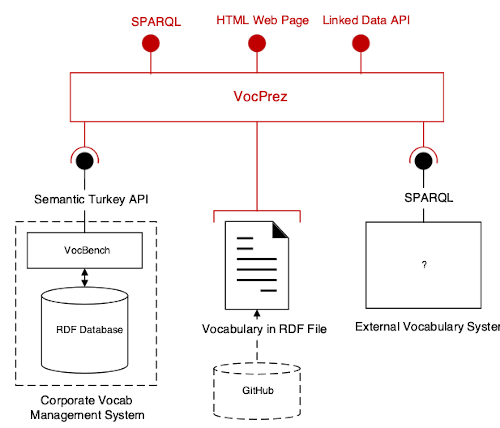 SPARQL
HTML Web Page
Linked Data API
VocPrez
Semantic Turkey API
SPARQL
VocBench
?
RDF Database
Vocabulary in RDF File
External Vocabulary Syste
GitHub
Corporate Vocab
Management System